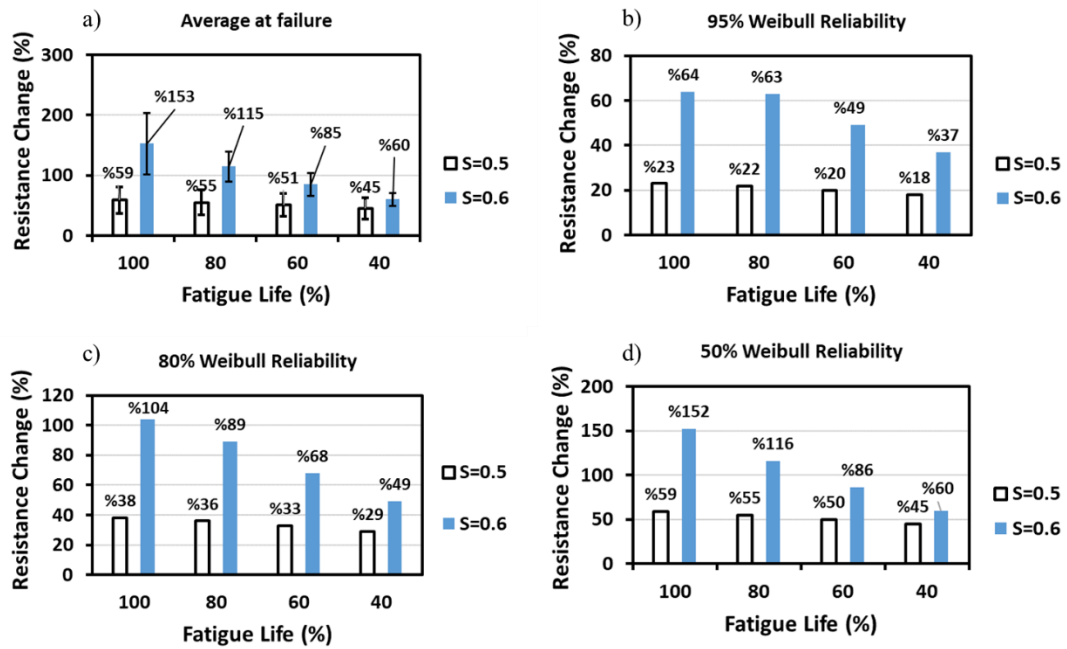 a)
Average at failure
Resistance Change (%)
300
200
100
0
%59
%153
%55
%115
%51
%85
%45
%60
100 80 60 40
Fatigue Life (%)
S=0.5
S=0.6
b)
95% Weibull Reliability
Resistance Change (%)
80
60
40
20
0
%23
%64
%22
%63
%20
%49
%18
%37
100 80 60 40
Fatigue Life (%)
S=0.5
S=0.6
c)
80% Weibull Reliability
Resistance Change (%)
120
100
80
60
40
20
0
%38
%104
%36
%89
%33
%68
%29
%49
100 80 60 40
Fatigue Life (%)
S=0.5
S=0.6
d)
50% Weibull Reliability
Resistance Change (%)
200
150
100
50
0
%59
%152
%55
%116
%50
%86
%45
%60
100 80 60 40
Fatigue Life (%)
S=0.5
S=0.6